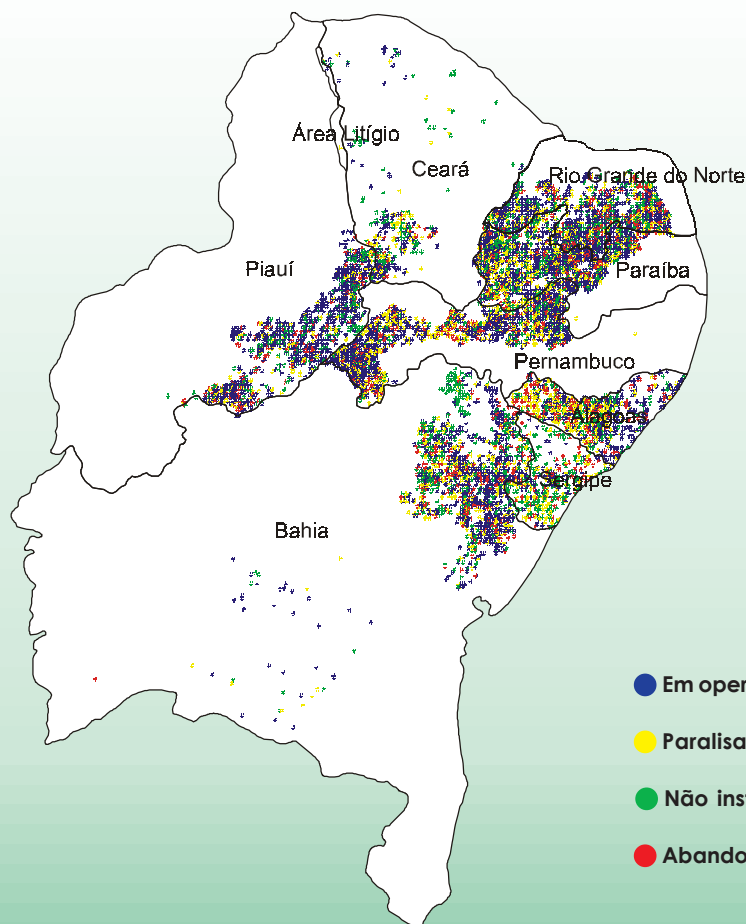 Área Litígio
Ceará
Rio Grande do Norte
Piauí
Paraíba
Pernambuco
Alagoas
Sergipe
Bahia
Em oper
Paralisa
Não inst
Abando